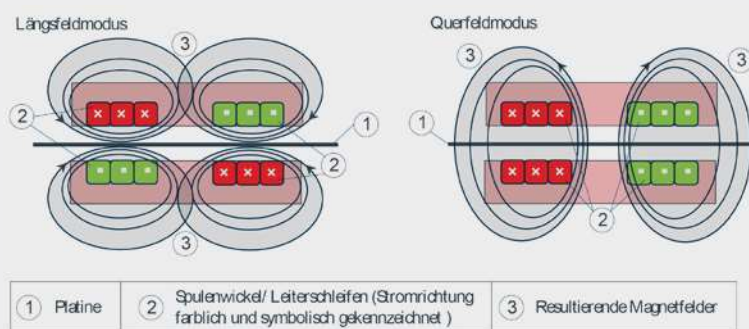 Längsfeldmodus
Querfeldmodus
3
3
3
2
1
1
2
2
3
2
1 Platine
2 Spulenwickel/ Leiterschleifen (Stromrichtung
farblich und symbolisch gekennzeichnet )
3 Resultierende Magnetfelder